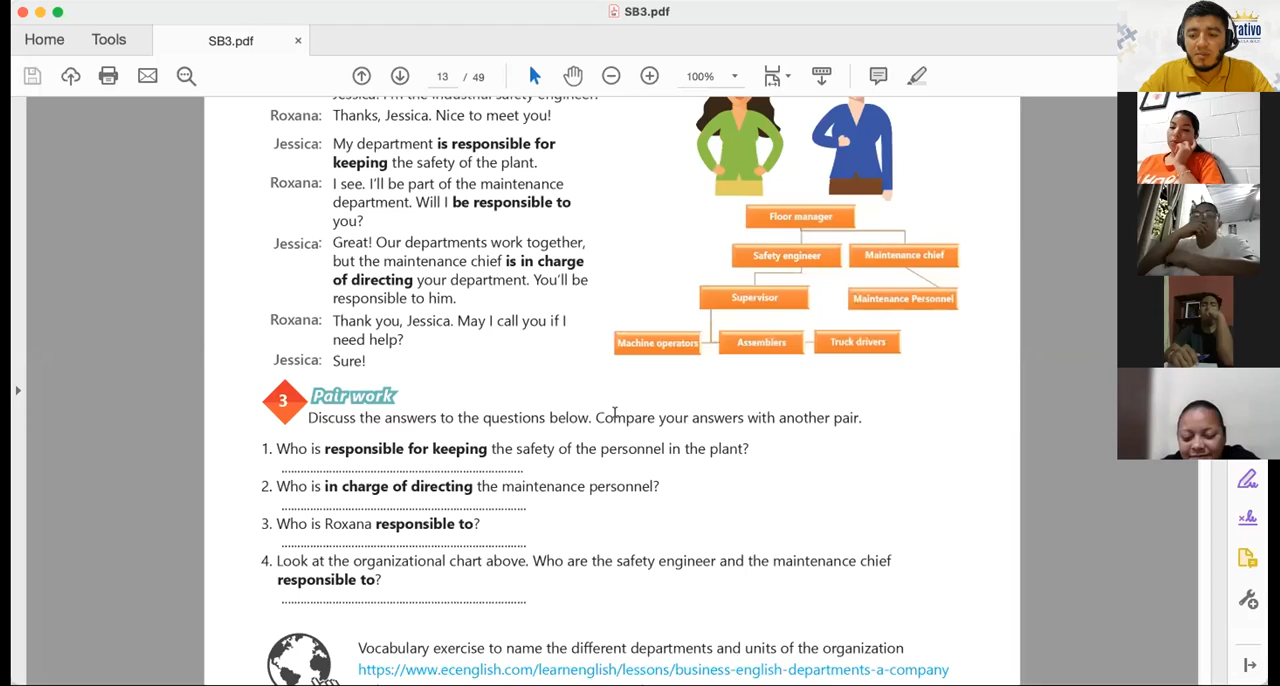 SB3.pdf
Home
Tools
SB3.pdf
×
13 / 49
100%
rativo
Jessica: I'm the industrial safety engineer.
Roxana: Thanks, Jessica. Nice to meet you!
Jessica: My department is responsible for
keeping the safety of the plant.
Roxana: I see. I'll be part of the maintenance
department. Will I be responsible to
you?
Jessica: Great! Our departments work together,
but the maintenance chief is in charge
of directing your department. You'll be
responsible to him.
Roxana: Thank you, Jessica. May I call you if I
need help?
Jessica: Sure!
Floor manager
Safety engineer
Maintenance chief
Supervisor
Maintenance Personnel
Machine operators
Assemblers
Truck drivers
3 Pair work
Discuss the answers to the questions below. Compare your answers with another pair.
1. Who is responsible for keeping the safety of the personnel in the plant?
2. Who is in charge of directing the maintenance personnel?
3. Who is Roxana responsible to?
4. Look at the organizational chart above. Who are the safety engineer and the maintenance chief
responsible to?
Vocabulary exercise to name the different departments and units of the organization
https://www.ecenglish.com/learnenglish/lessons/business-english-departments-a-company